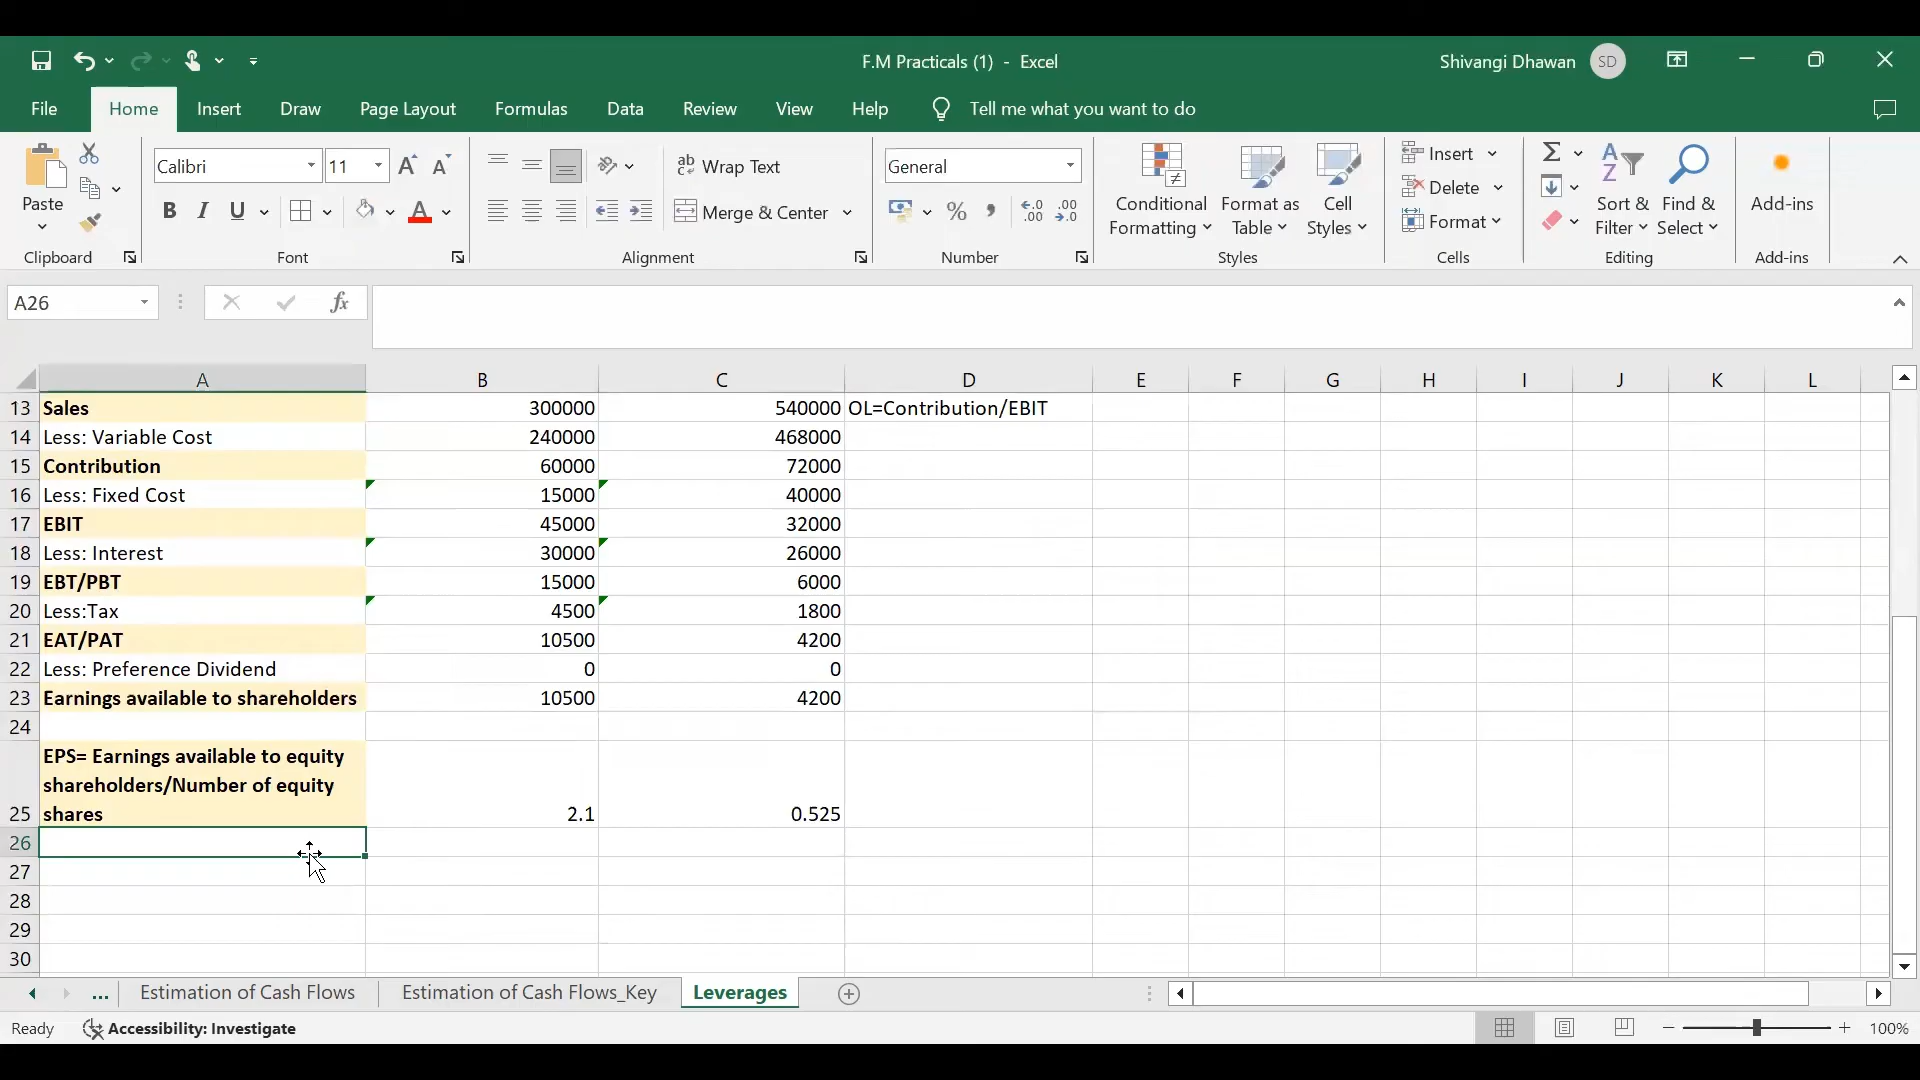 F.M Practicals (1) - Excel
Shivangi Dhawan SD
File Home Insert Draw Page Layout Formulas Data Review View Help Tell me what you want to do
Paste
Clipboard
Calibri 11
A A
B I U A
Font
ab Wrap Text
Merge & Center
Alignment
General
% , .00 .00
Number
Conditional Formatting
Format as Table
Cell Styles
Styles
Insert
Delete
Format
Cells
Sort & Filter
Find & Select
Editing
Add-ins
Add-ins
A26 fx
A B C D E F G H I J K L
13 Sales 300000 540000 OL=Contribution/EBIT
14 Less: Variable Cost 240000 468000
15 Contribution 60000 72000
16 Less: Fixed Cost 15000 40000
17 EBIT 45000 32000
18 Less: Interest 30000 26000
19 EBT/PBT 15000 6000
20 Less:Tax 4500 1800
21 EAT/PAT 10500 4200
22 Less: Preference Dividend 0 0
23 Earnings available to shareholders 10500 4200
24
EPS= Earnings available to equity
shareholders/Number of equity
25 shares 2.1 0.525
26
27
28
29
30
... Estimation of Cash Flows Estimation of Cash Flows_Key Leverages
Ready Accessibility: Investigate 100%